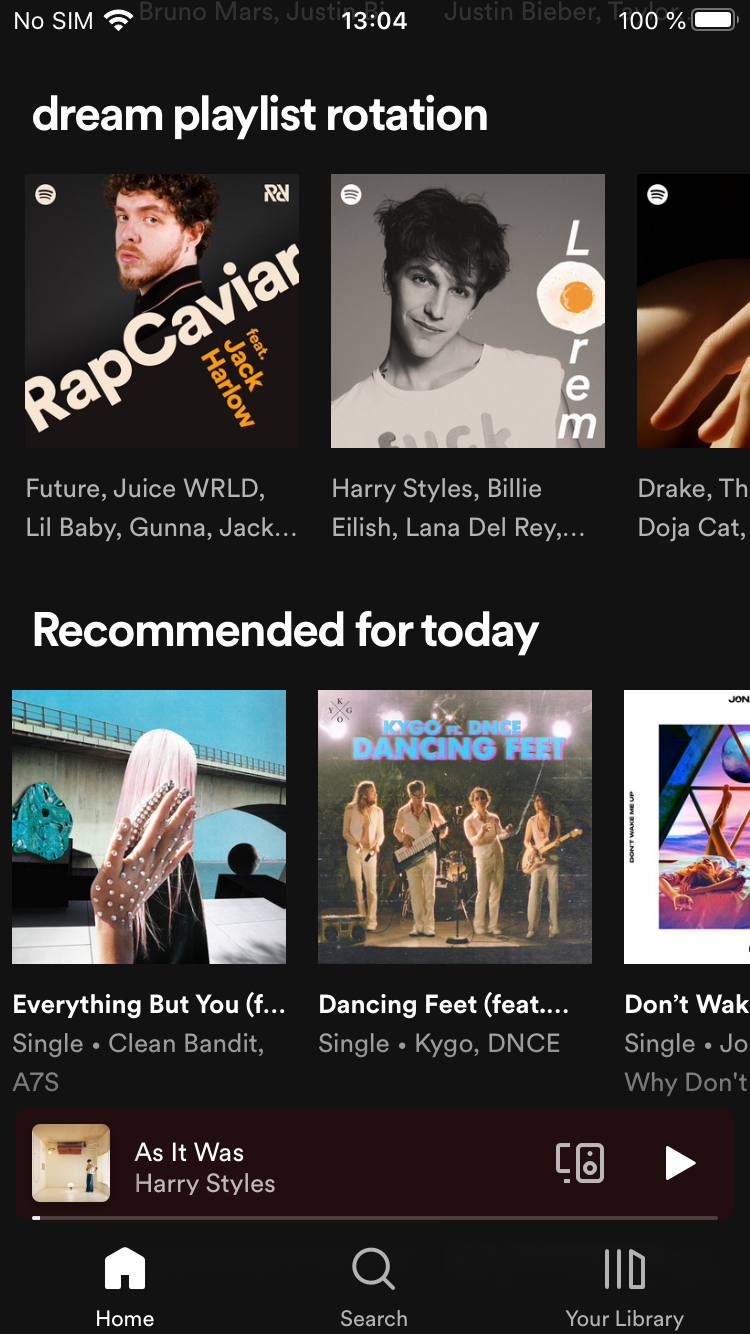 Bruno Mars, Justin Bi...
Justin Bieber, Taylor...
No SIM
13:04
100 %
dream playlist rotation
RapCaviar
feat.
Jack
Harlow
Lorem
Future, Juice WRLD,
Lil Baby, Gunna, Jack...
Harry Styles, Billie
Eilish, Lana Del Rey,...
Drake, Th
Doja Cat,
Recommended for today
K
Y G
O
KYGO FT. DNCE
DANCING FEET
JON
DON'T WAKE ME UP
Everything But You (f...
Single • Clean Bandit,
A7S
Dancing Feet (feat....
Single • Kygo, DNCE
Don't Wak
Single • Jo
Why Don't
As It Was
Harry Styles
Home
Search
Your Library